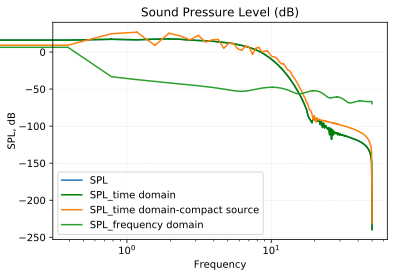 Sound Pressure Level (dB)
SPL, dB
0
−50
−100
−150
−200
−250
SPL
SPL_time domain
SPL_time domain-compact source
SPL_frequency domain
10⁰
10¹
Frequency